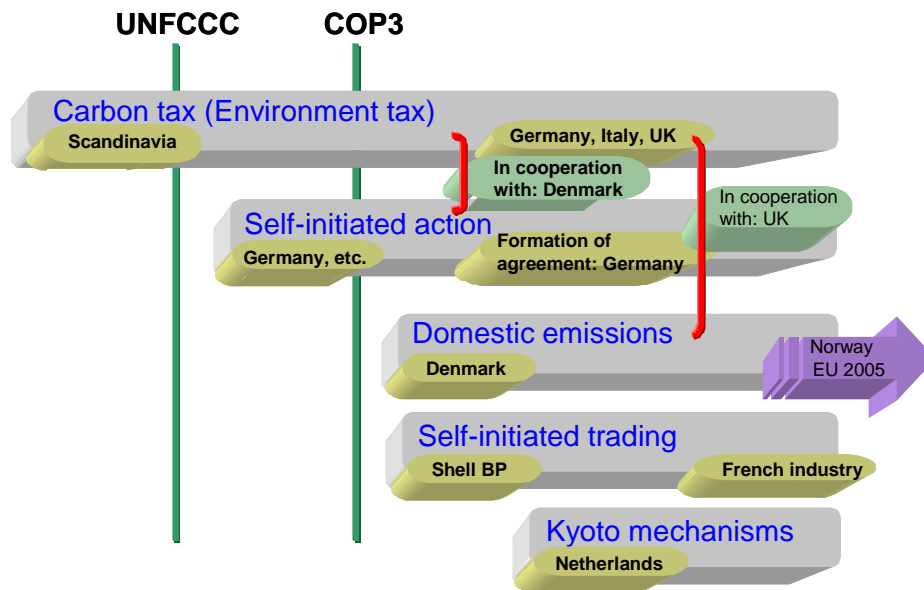 UNFCCC
COP3
Carbon tax (Environment tax)
Scandinavia
Germany, Italy, UK
In cooperation
with: Denmark
In cooperation
with: UK
Self-initiated action
Germany, etc.
Formation of
agreement: Germany
Domestic emissions
Denmark
Norway
EU 2005
Self-initiated trading
Shell BP
French industry
Kyoto mechanisms
Netherlands